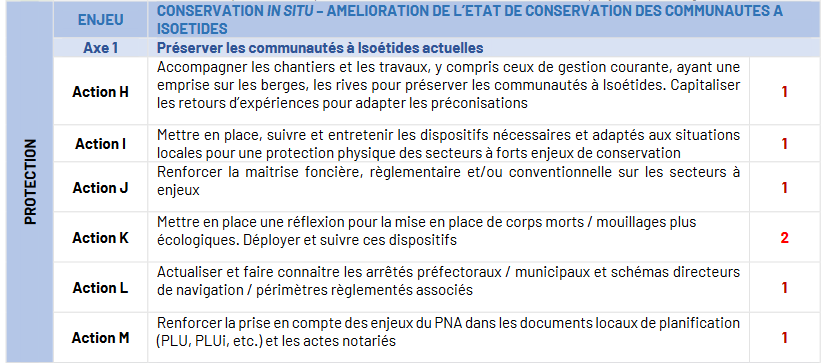 ENJEU
CONSERVATION IN SITU – AMELIORATION DE L'ETAT DE CONSERVATION DES COMMUNAUTES A
ISOETIDES
Axe 1
Préserver les communautés à Isoétides actuelles
PROTECTION
Action H
Accompagner les chantiers et les travaux, y compris ceux de gestion courante, ayant une
emprise sur les berges, les rives pour préserver les communautés à Isoétides. Capitaliser
les retours d'expériences pour adapter les préconisations
1
Action I
Mettre en place, suivre et entretenir les dispositifs nécessaires et adaptés aux situations
locales pour une protection physique des secteurs à forts enjeux de conservation
1
Action J
Renforcer la maitrise foncière, règlementaire et/ou conventionnelle sur les secteurs à
enjeux
1
Action K
Mettre en place une réflexion pour la mise en place de corps morts / mouillages plus
écologiques. Déployer et suivre ces dispositifs
2
Action L
Actualiser et faire connaitre les arrêtés préfectoraux / municipaux et schémas directeurs
de navigation / périmètres règlementés associés
1
Action M
Renforcer la prise en compte des enjeux du PNA dans les documents locaux de planification
(PLU, PLUi, etc.) et les actes notariés
1